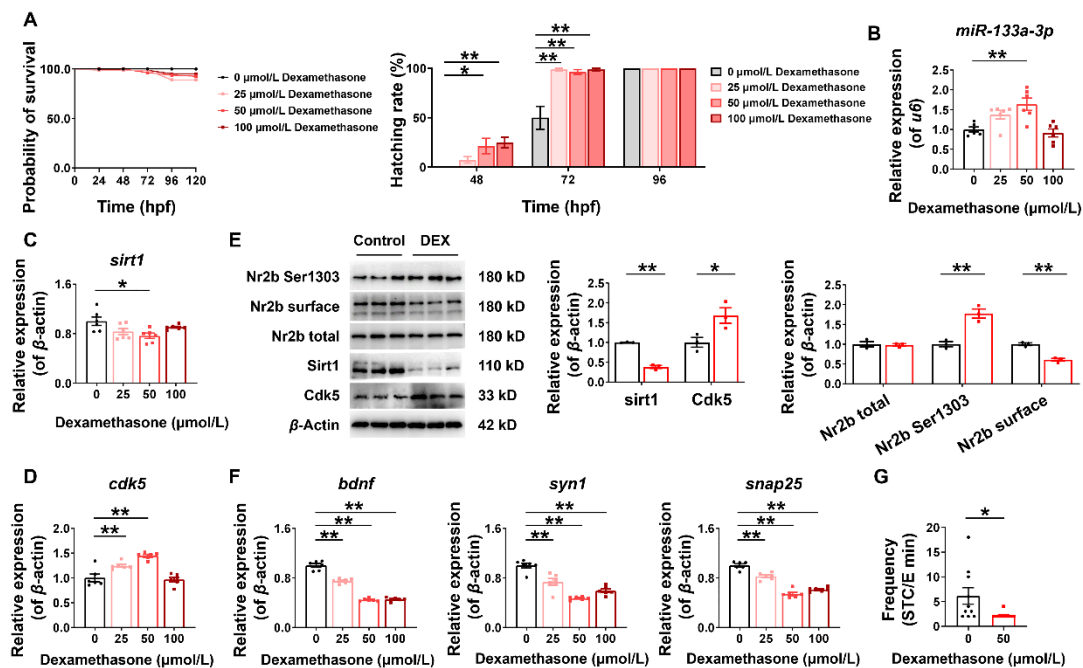 A
Probability of survival
100.0
50.0
0.0
0 24 48 72 96 120
Time (hpf)
0 μmol/L Dexamethasone
25 μmol/L Dexamethasone
50 μmol/L Dexamethasone
100 μmol/L Dexamethasone
Hatching rate (%)
150
100
50
0
**
*
**
**
**
48 72 96
Time (hpf)
0 μmol/L Dexamethasone
25 μmol/L Dexamethasone
50 μmol/L Dexamethasone
100 μmol/L Dexamethasone
B
miR-133a-3p
Relative expression
(of u6)
2.5
2.0
1.5
1.0
0.5
0.0
**
0 25 50 100
Dexamethasone (μmol/L)
C
sirt1
Relative expression
(of β-actin)
1.6
1.2
0.8
0.4
0.0
*
0 25 50 100
Dexamethasone (μmol/L)
E
Control DEX
Nr2b Ser1303 180 kD
Nr2b surface 180 kD
Nr2b total 180 kD
Sirt1 110 kD
Cdk5 33 kD
β-Actin 42 kD
Relative expression
(of β-actin)
2.5
2.0
1.5
1.0
0.5
0.0
** *
sirt1 Cdk5
Relative expression
(of β-actin)
2.5
2.0
1.5
1.0
0.5
0.0
** **
Nr2b total
Nr2b Ser1303
Nr2b surface
D
cdk5
Relative expression
(of β-actin)
2.0
1.5
1.0
0.5
0.0
**
**
0 25 50 100
Dexamethasone (μmol/L)
F
bdnf
Relative expression
(of β-actin)
1.6
0.8
0.0
**
**
**
0 25 50 100
Dexamethasone (μmol/L)
syn1
Relative expression
(of β-actin)
1.6
0.8
0.0
**
**
**
0 25 50 100
Dexamethasone (μmol/L)
snap25
Relative expression
(of β-actin)
1.6
0.8
0.0
**
**
**
0 25 50 100
Dexamethasone (μmol/L)
G
Frequency
(STC/E min)
20
15
10
5
0
*
0 50
Dexamethasone (μmol/L)